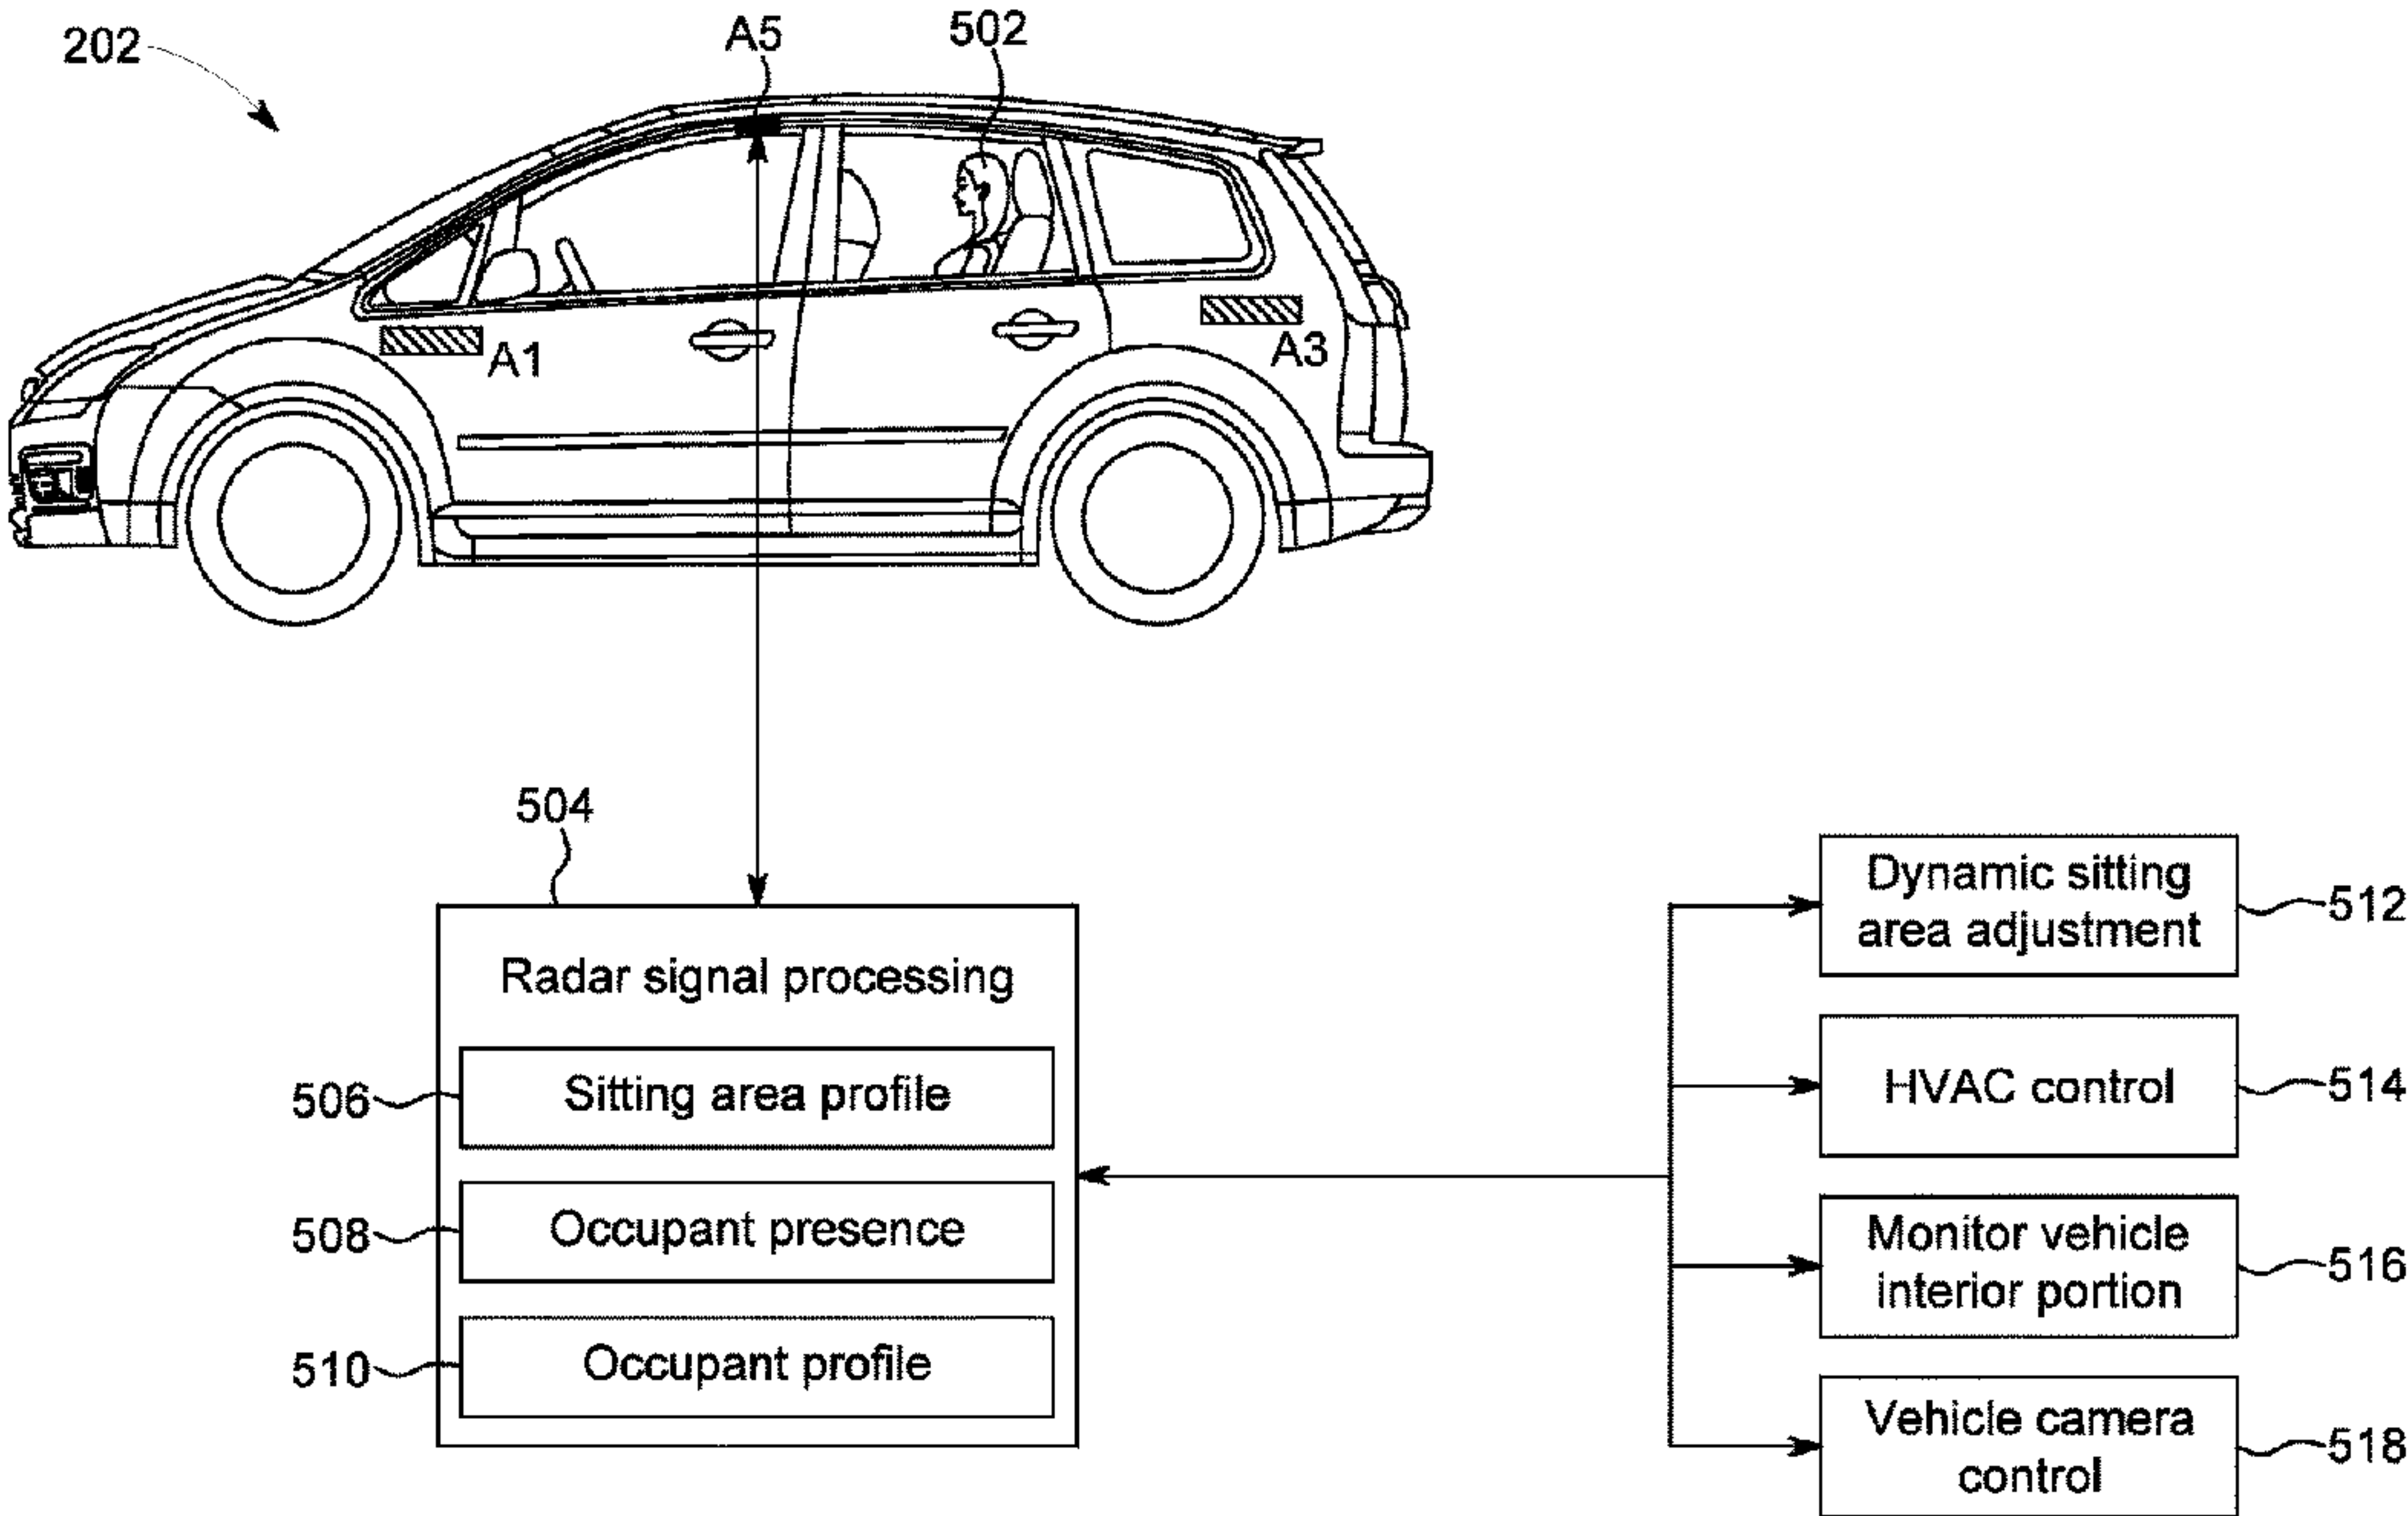 202
A5
502
A1
A3
504
Radar signal processing
506
Sitting area profile
508
Occupant presence
510
Occupant profile
Dynamic sitting
area adjustment
512
HVAC control
514
Monitor vehicle
interior portion
516
Vehicle camera
control
518